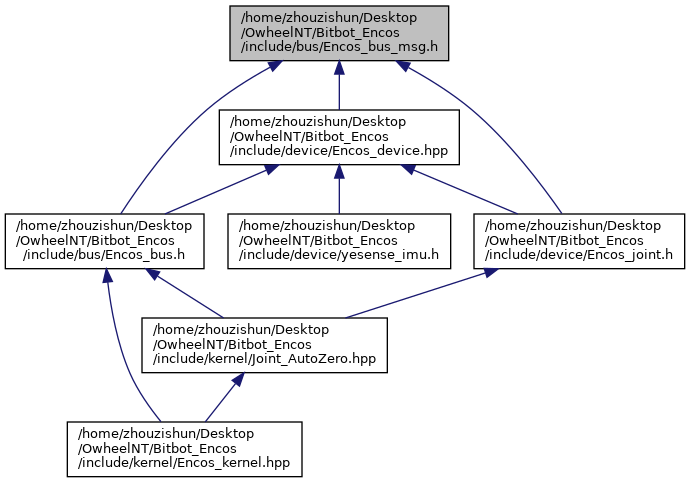 /home/zhouzishun/Desktop
/OwheelNT/Bitbot_Encos
/include/bus/Encos_bus_msg.h
/home/zhouzishun/Desktop
/OwheelNT/Bitbot_Encos
/include/device/Encos_device.hpp
/home/zhouzishun/Desktop
/OwheelNT/Bitbot_Encos
/include/bus/Encos_bus.h
/home/zhouzishun/Desktop
/OwheelNT/Bitbot_Encos
/include/device/yesense_imu.h
/home/zhouzishun/Desktop
/OwheelNT/Bitbot_Encos
/include/device/Encos_joint.h
/home/zhouzishun/Desktop
/OwheelNT/Bitbot_Encos
/include/kernel/Joint_AutoZero.hpp
/home/zhouzishun/Desktop
/OwheelNT/Bitbot_Encos
/include/kernel/Encos_kernel.hpp